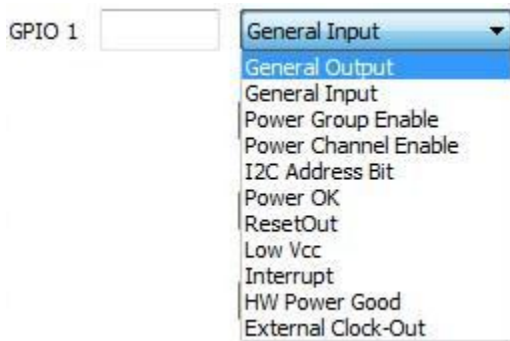 GPIO 1 General Input
General Output
General Input
Power Group Enable
Power Channel Enable
I2C Address Bit
Power OK
ResetOut
Low Vcc
Interrupt
HW Power Good
External Clock-Out